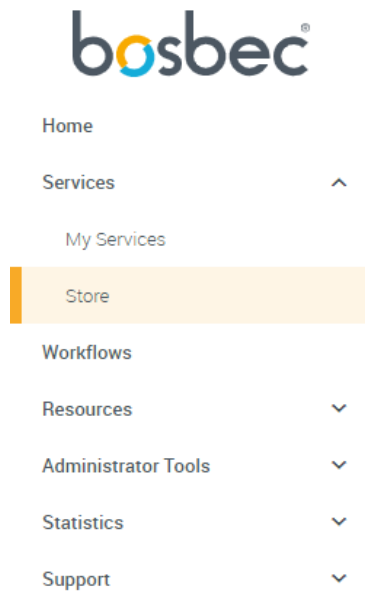 bosbec®
Home
Services
My Services
Store
Workflows
Resources
Administrator Tools
Statistics
Support